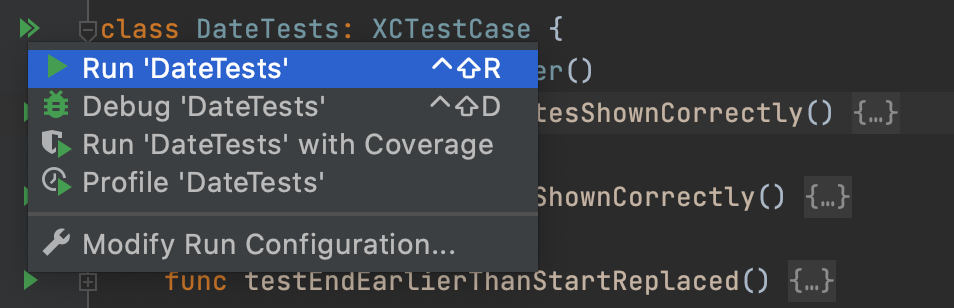 class DateTests: XCTestCase {
Run 'DateTests' ^⇧R
er()
Debug 'DateTests' ^⇧D
tesShownCorrectly() {...}
Run 'DateTests' with Coverage
Profile 'DateTests'
ShownCorrectly() {...}
Modify Run Configuration...
func testEndEarlierThanStartReplaced() {...}